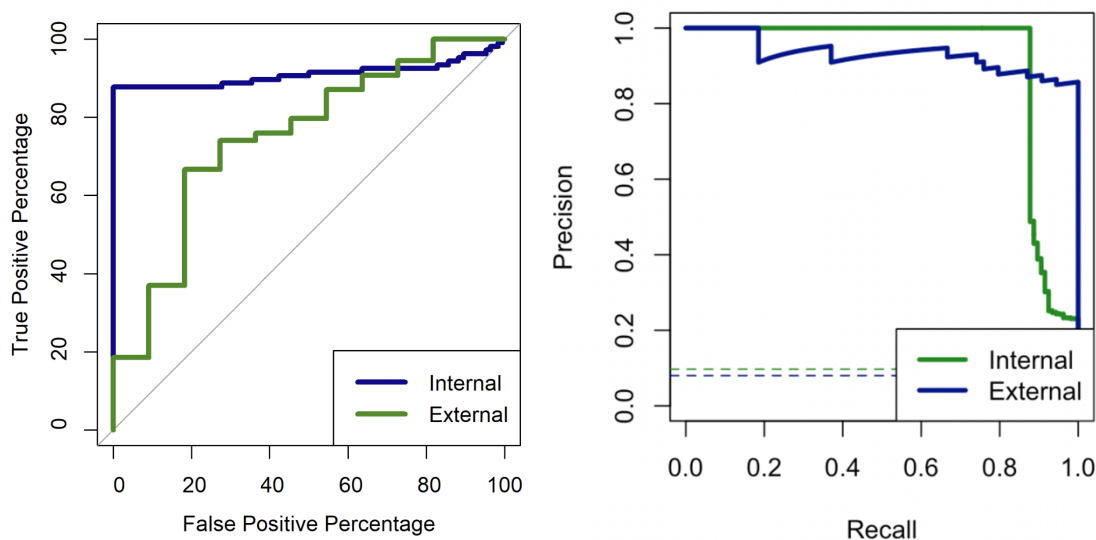 True Positive Percentage
100
80
60
40
20
0
0 20 40 60 80 100
False Positive Percentage
Internal
External
Precision
1.0
0.8
0.6
0.4
0.2
0.0
0.0 0.2 0.4 0.6 0.8 1.0
Recall
Internal
External